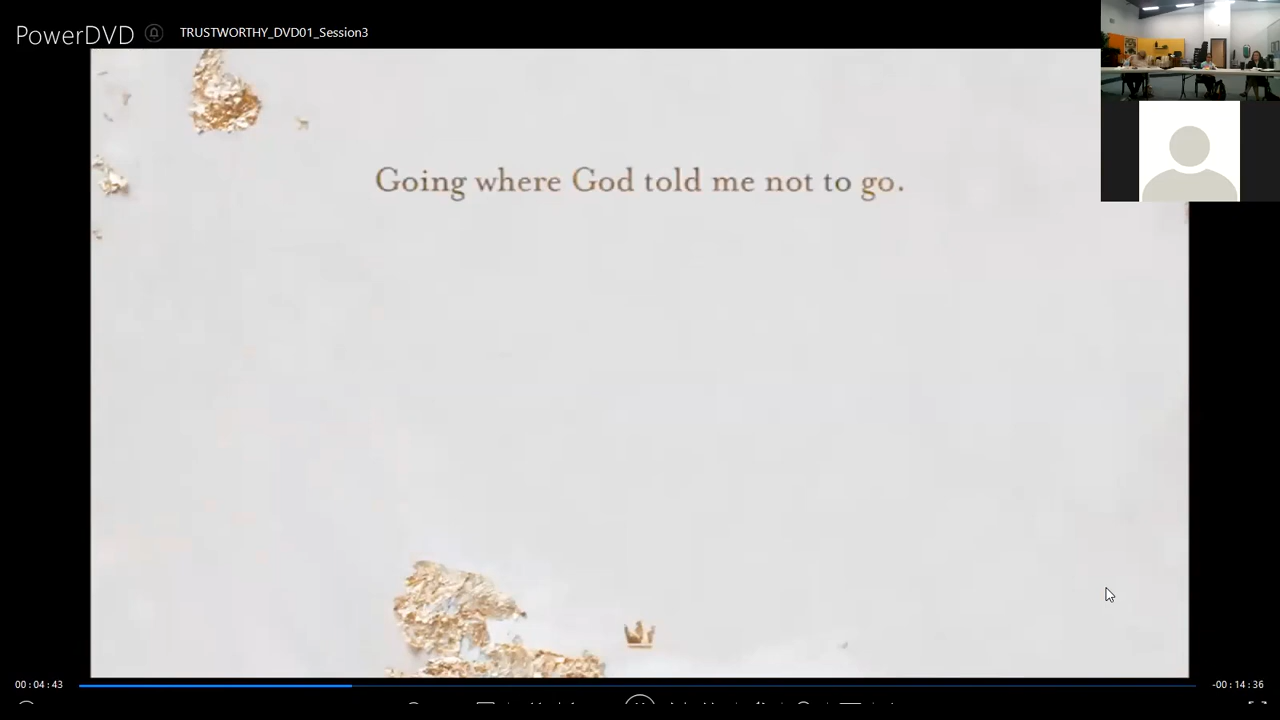 PowerDVD
TRUSTWORTHY_DVD01_Session3
Going where God told me not to go.
00:04:43
-00:14:36